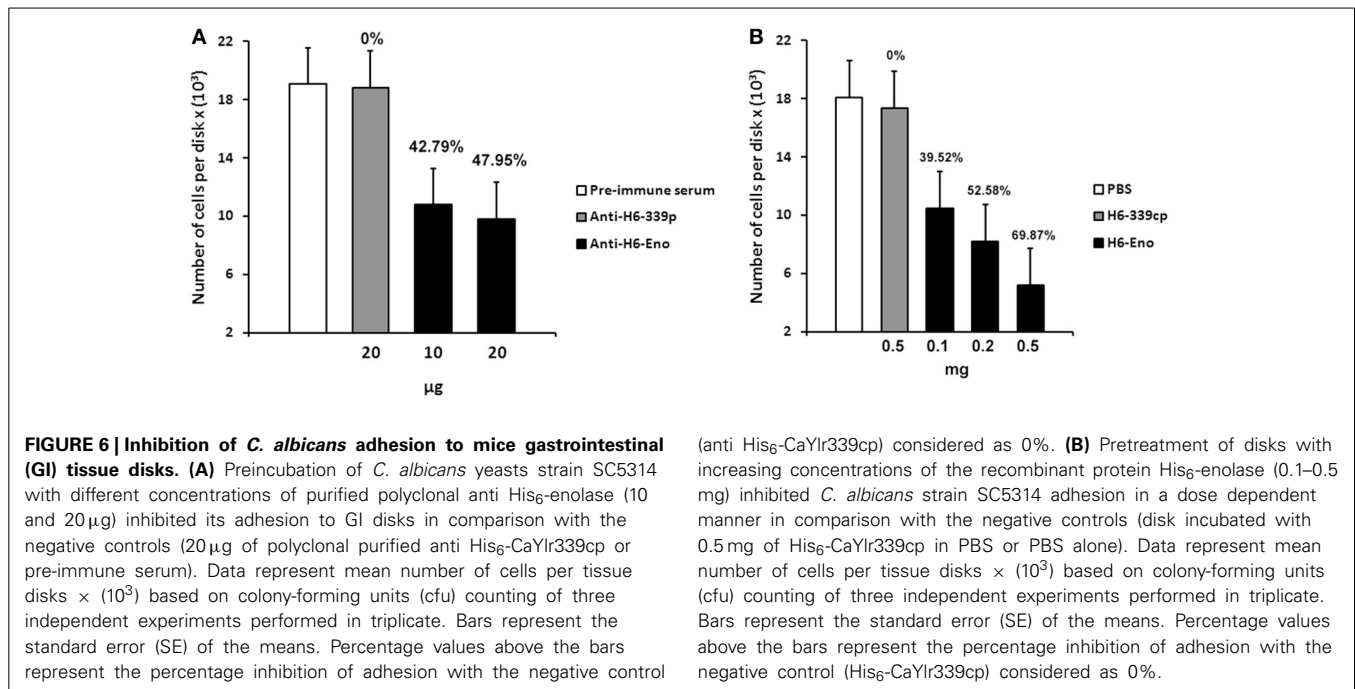 A
22
18
14
10
6
2
Number of cells per disk x (10³)
0%
42.79%
47.95%
20
10
20
µg
Pre-immune serum
Anti-H6-339p
Anti-H6-Eno
B
22
18
14
10
6
2
Number of cells per disk x (10³)
0%
39.52%
52.58%
69.87%
0.5
0.1
0.2
0.5
mg
PBS
H6-339cp
H6-Eno
FIGURE 6 | Inhibition of C. albicans adhesion to mice gastrointestinal
(GI) tissue disks. (A) Preincubation of C. albicans yeasts strain SC5314
with different concentrations of purified polyclonal anti His₆-enolase (10
and 20 µg) inhibited its adhesion to GI disks in comparison with the
negative controls (20 µg of polyclonal purified anti His₆-CaYlr339cp or
pre-immune serum). Data represent mean number of cells per tissue
disks × (10³) based on colony-forming units (cfu) counting of three
independent experiments performed in triplicate. Bars represent the
standard error (SE) of the means. Percentage values above the bars
represent the percentage inhibition of adhesion with the negative control
(anti His₆-CaYlr339cp) considered as 0%. (B) Pretreatment of disks with
increasing concentrations of the recombinant protein His₆-enolase (0.1–0.5
mg) inhibited C. albicans strain SC5314 adhesion in a dose dependent
manner in comparison with the negative controls (disk incubated with
0.5 mg of His₆-CaYlr339cp in PBS or PBS alone). Data represent mean
number of cells per tissue disks × (10³) based on colony-forming units
(cfu) counting of three independent experiments performed in triplicate.
Bars represent the standard error (SE) of the means. Percentage values
above the bars represent the percentage inhibition of adhesion with the
negative control (His₆-CaYlr339cp) considered as 0%.